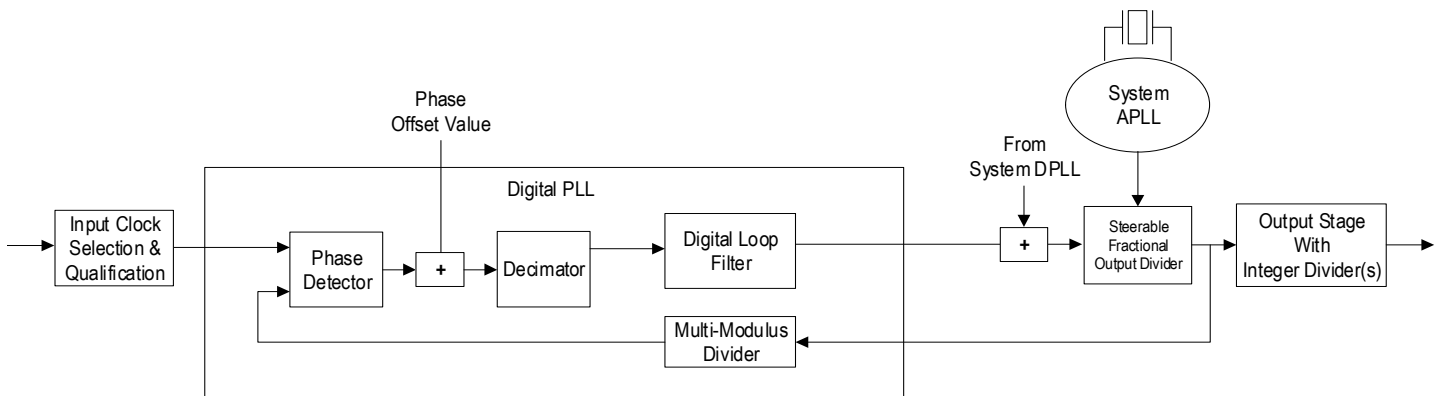 System
APLL
Phase
Offset Value
From
System DPLL
Digital PLL
Input Clock
Selection &
Qualification
Phase
Detector
+
Decimator
Digital Loop
Filter
+
Steerable
Fractional
Output Divider
Output Stage
With
Integer Divider(s)
Multi-Modulus
Divider